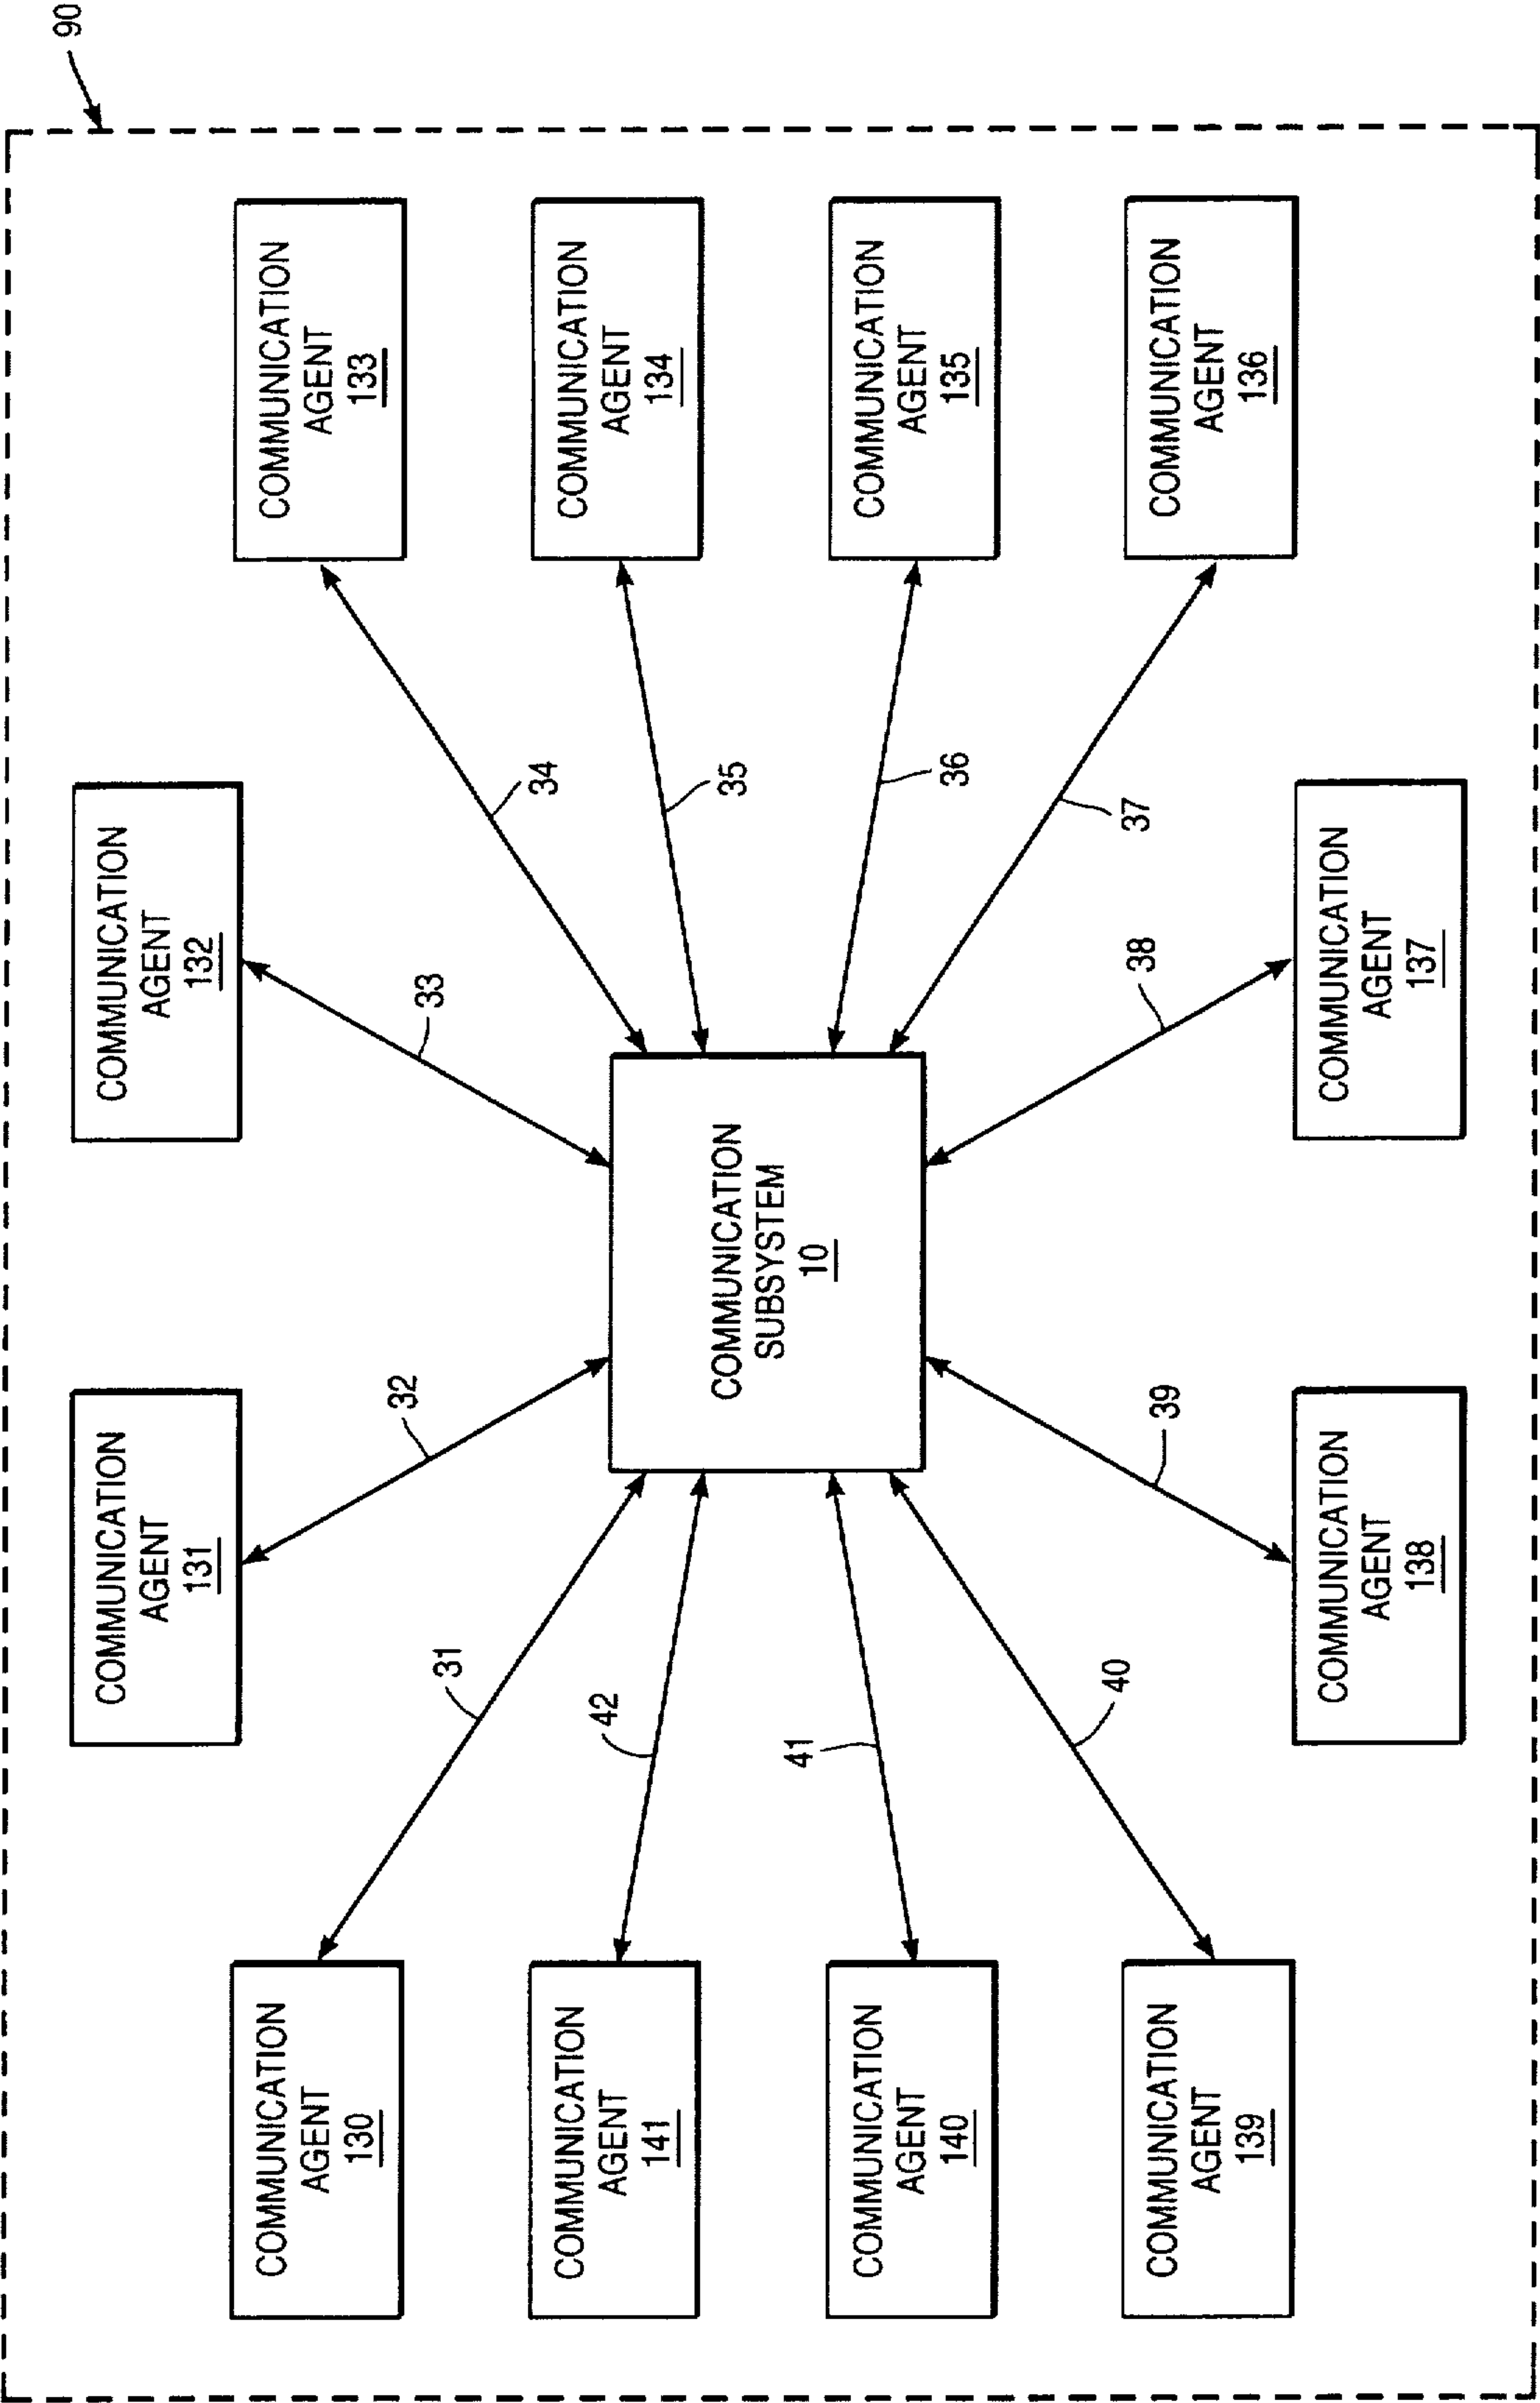 90
COMMUNICATION
AGENT
131
COMMUNICATION
AGENT
132
32
33
COMMUNICATION
AGENT
130
31
34
COMMUNICATION
AGENT
133
COMMUNICATION
AGENT
141
42
35
COMMUNICATION
AGENT
134
COMMUNICATION
SUBSYSTEM
10
COMMUNICATION
AGENT
140
41
36
COMMUNICATION
AGENT
135
COMMUNICATION
AGENT
139
40
37
COMMUNICATION
AGENT
136
39
38
COMMUNICATION
AGENT
138
COMMUNICATION
AGENT
137